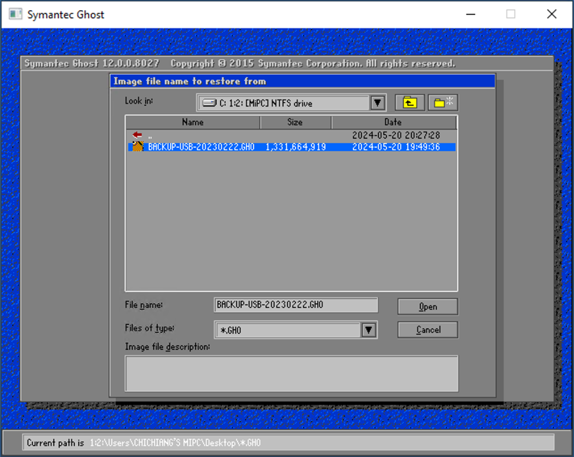 Symantec Ghost
Symantec Ghost 12.0.0.8027 Copyright © 2015 Symantec Corporation. All rights reserved.
Image file name to restore from
Look in: C: 1:2: [MiPC] NTFS drive
Name Size Date
.. 2024-05-20 20:27:28
BACKUP-USB-20230222.GHO 1,331,664,919 2024-05-20 19:49:36
File name: BACKUP-USB-20230222.GHO Open
Files of type: *.GHO Cancel
Image file description:
Current path is 1:2:\Users\CHICHIANG'S MIPC\Desktop\*.GHO